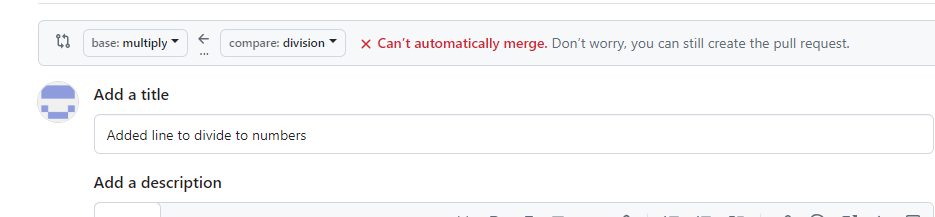 base: multiply compare: division Can't automatically merge. Don't worry, you can still create the pull request.
Add a title
Added line to divide to numbers
Add a description